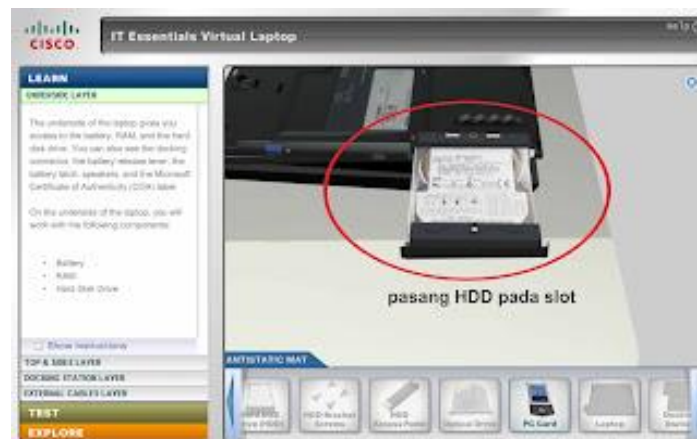 CISCO
IT Essentials Virtual Laptop
Help
LEARN
UNDERSIDE LAYER
The underside of the laptop gives you
access to the battery, RAM, and the hard
disk drive. You can also see the docking
connector, the battery release lever, the
battery latch, speakers, and the Microsoft
Certificate of Authenticity (COA) label.
On the underside of the laptop, you will
work with the following components:
• Battery
• RAM
• Hard Disk Drive
Show Instructions
TOP & SIDES LAYER
DOCKING STATION LAYER
EXTERNAL CABLES LAYER
TEST
EXPLORE
pasang HDD pada slot
ANTISTATIC MAT
HDD Bracket
Screws
HDD
Access Panel
Optical Drive
PC Card
Laptop